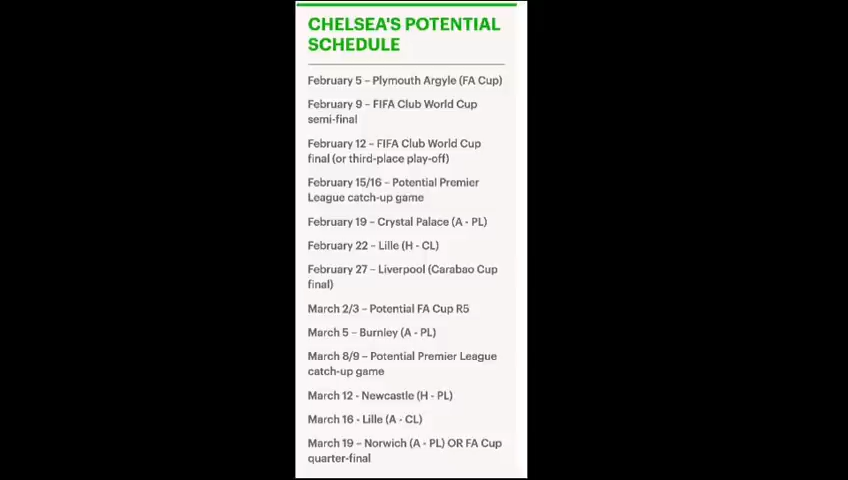 CHELSEA'S POTENTIAL
SCHEDULE
February 5 – Plymouth Argyle (FA Cup)
February 9 – FIFA Club World Cup
semi-final
February 12 – FIFA Club World Cup
final (or third-place play-off)
February 15/16 – Potential Premier
League catch-up game
February 19 – Crystal Palace (A - PL)
February 22 – Lille (H - CL)
February 27 – Liverpool (Carabao Cup
final)
March 2/3 – Potential FA Cup R5
March 5 – Burnley (A - PL)
March 8/9 – Potential Premier League
catch-up game
March 12 - Newcastle (H - PL)
March 16 - Lille (A - CL)
March 19 – Norwich (A - PL) OR FA Cup
quarter-final